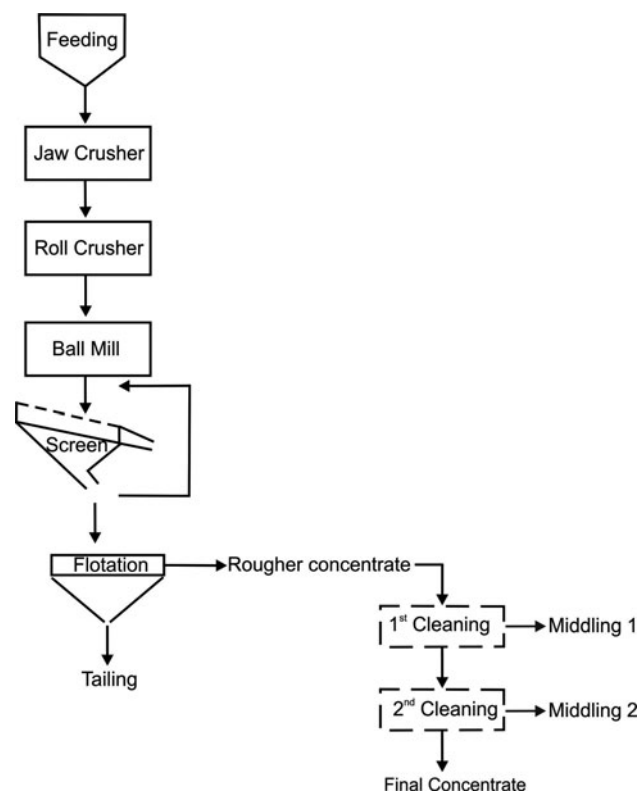 Feeding
Jaw Crusher
Roll Crusher
Ball Mill
Screen
Flotation
Rougher concentrate
1st Cleaning
Middling 1
Tailing
2nd Cleaning
Middling 2
Final Concentrate